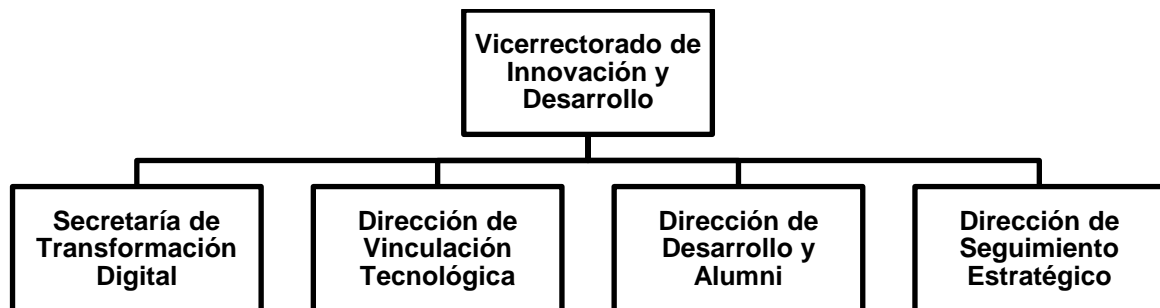 Vicerrectorado de
Innovación y
Desarrollo
Secretaría de
Transformación
Digital
Dirección de
Vinculación
Tecnológica
Dirección de
Desarrollo y
Alumni
Dirección de
Seguimiento
Estratégico